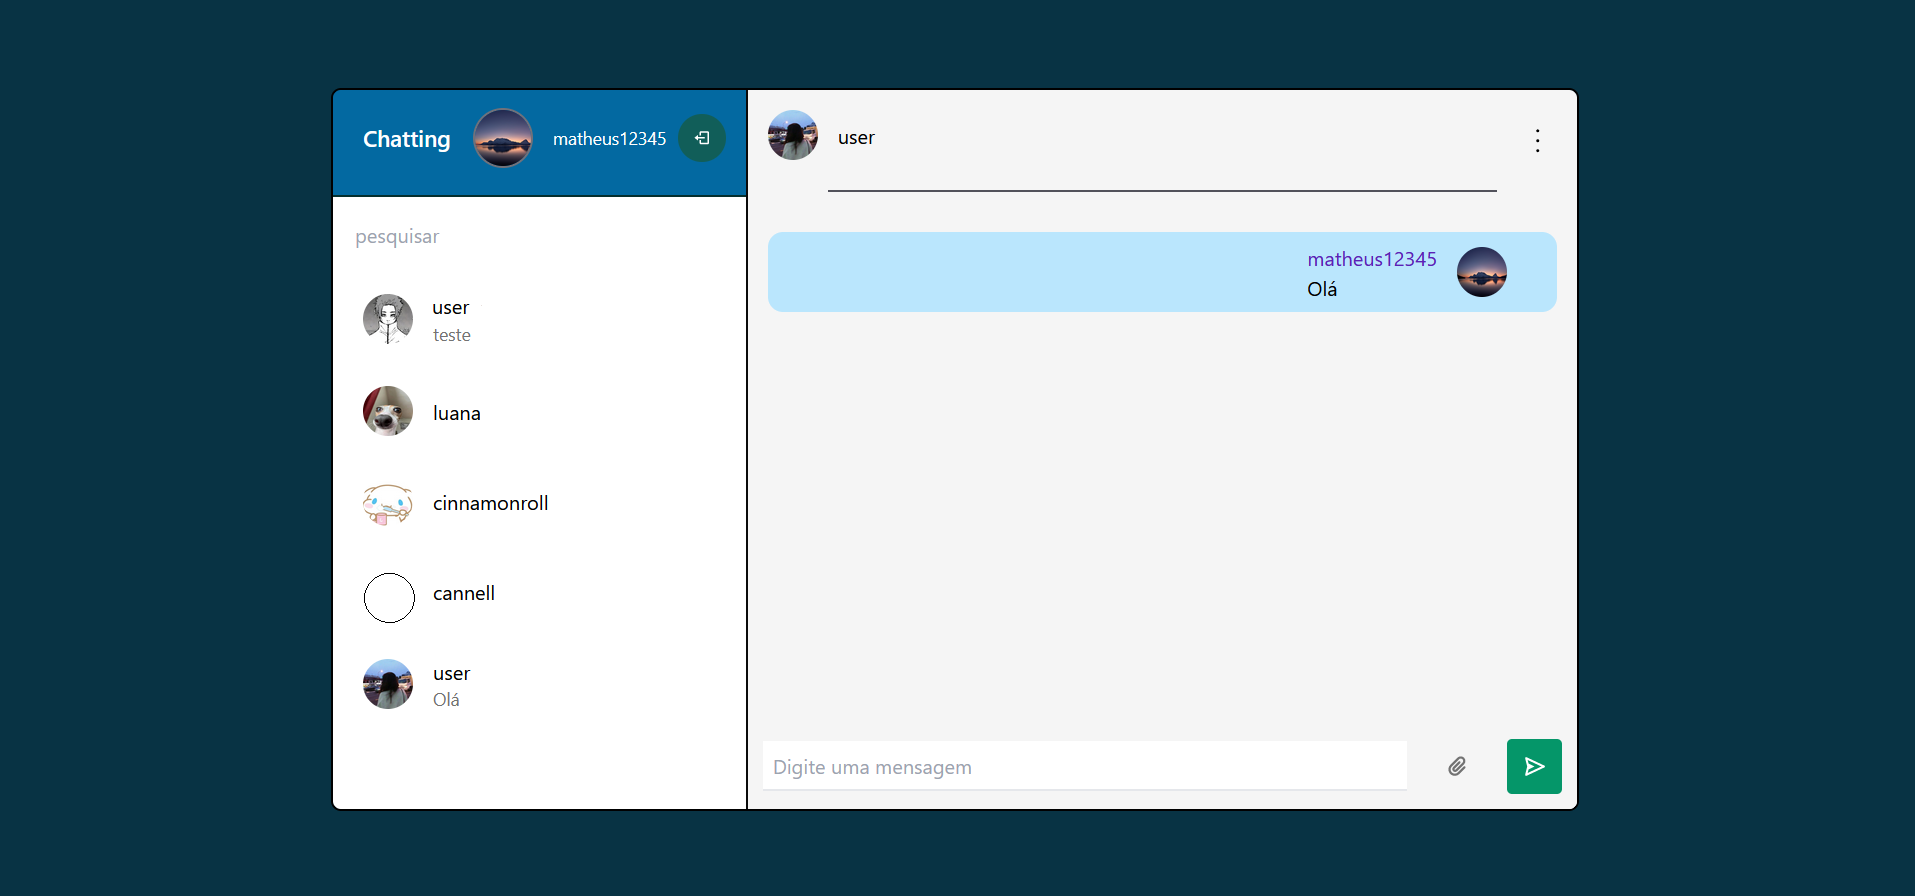 Chatting
matheus12345
pesquisar
user
teste
luana
cinnamonroll
cannell
user
Olá
user
matheus12345
Olá
Digite uma mensagem